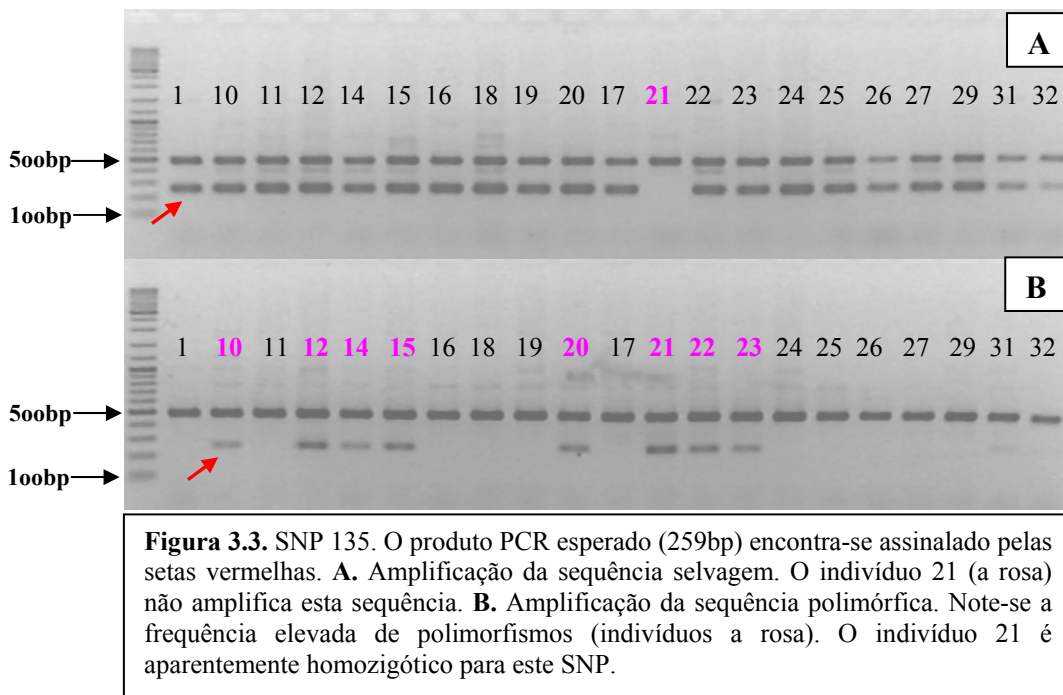 A
1 10 11 12 14 15 16 18 19 20 17 21 22 23 24 25 26 27 29 31 32
5oobp
1oobp
B
1 10 11 12 14 15 16 18 19 20 17 21 22 23 24 25 26 27 29 31 32
5oobp
1oobp
Figura 3.3. SNP 135. O produto PCR esperado (259bp) encontra-se assinalado pelas
setas vermelhas. A. Amplificação da sequência selvagem. O indivíduo 21 (a rosa)
não amplifica esta sequência. B. Amplificação da sequência polimórfica. Note-se a
frequência elevada de polimorfismos (indivíduos a rosa). O indivíduo 21 é
aparentemente homozigótico para este SNP.